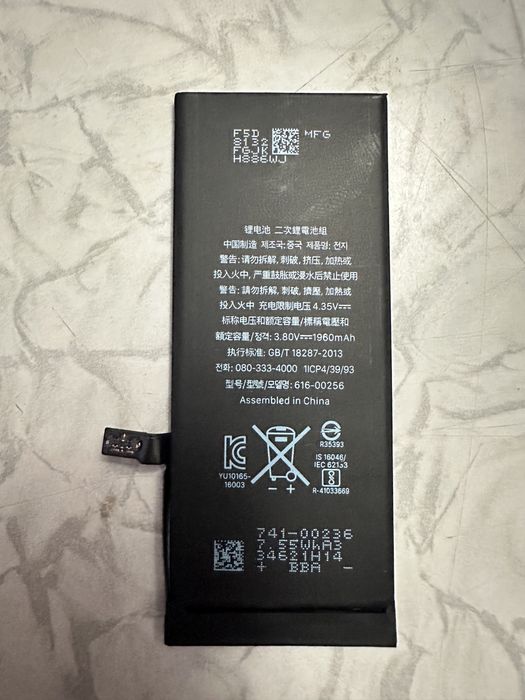 F5D
8132
FGJK
H886WJ
MFG
锂电池 二次鋰電池組
中国制造 제조국:중국 제품명: 전지
警告: 请勿拆解, 刺破, 挤压, 加热或
投入火中, 严重鼓胀或浸水后禁止使用
警告: 請勿拆解, 刺破, 擠壓, 加熱或
投入火中 充电限制电压 4.35V⎓
标称电压和额定容量/標稱電壓和
額定容量/정격: 3.80V⎓1960mAh
执行标准: GB/T 18287-2013
전화: 080-333-4000 1ICP4/39/93
型号/型號/모델명: 616-00256
Assembled in China
YU10165-
16003
R35393
IS 16046/
IEC 62133
R-41033669
741-00236
7.55WhA3
34621H14
+ BBA -